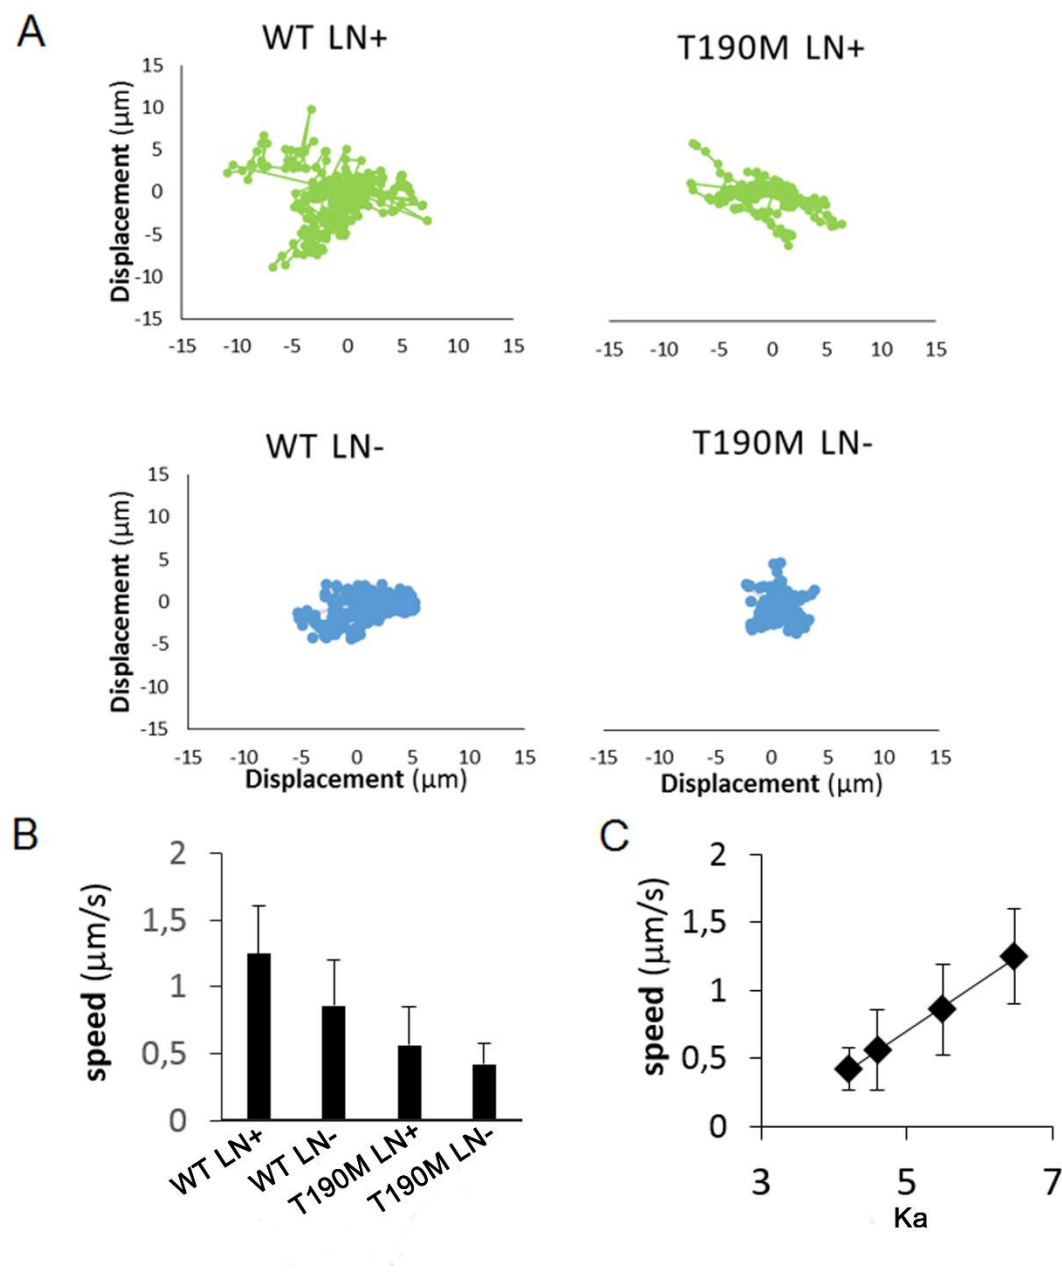 A
WT LN+
T190M LN+
15
10
5
0
-5
-10
-15
Displacement (μm)
-15 -10 -5 0 5 10 15
-15 -10 -5 0 5 10 15
WT LN-
T190M LN-
15
10
5
0
-5
-10
-15
Displacement (μm)
-15 -10 -5 0 5 10 15
Displacement (μm)
-15 -10 -5 0 5 10 15
Displacement (μm)
B
2
1,5
1
0,5
0
speed (μm/s)
WT LN+
WT LN-
T190M LN+
T190M LN-
C
2
1,5
1
0,5
0
speed (μm/s)
3 5 7
Ka